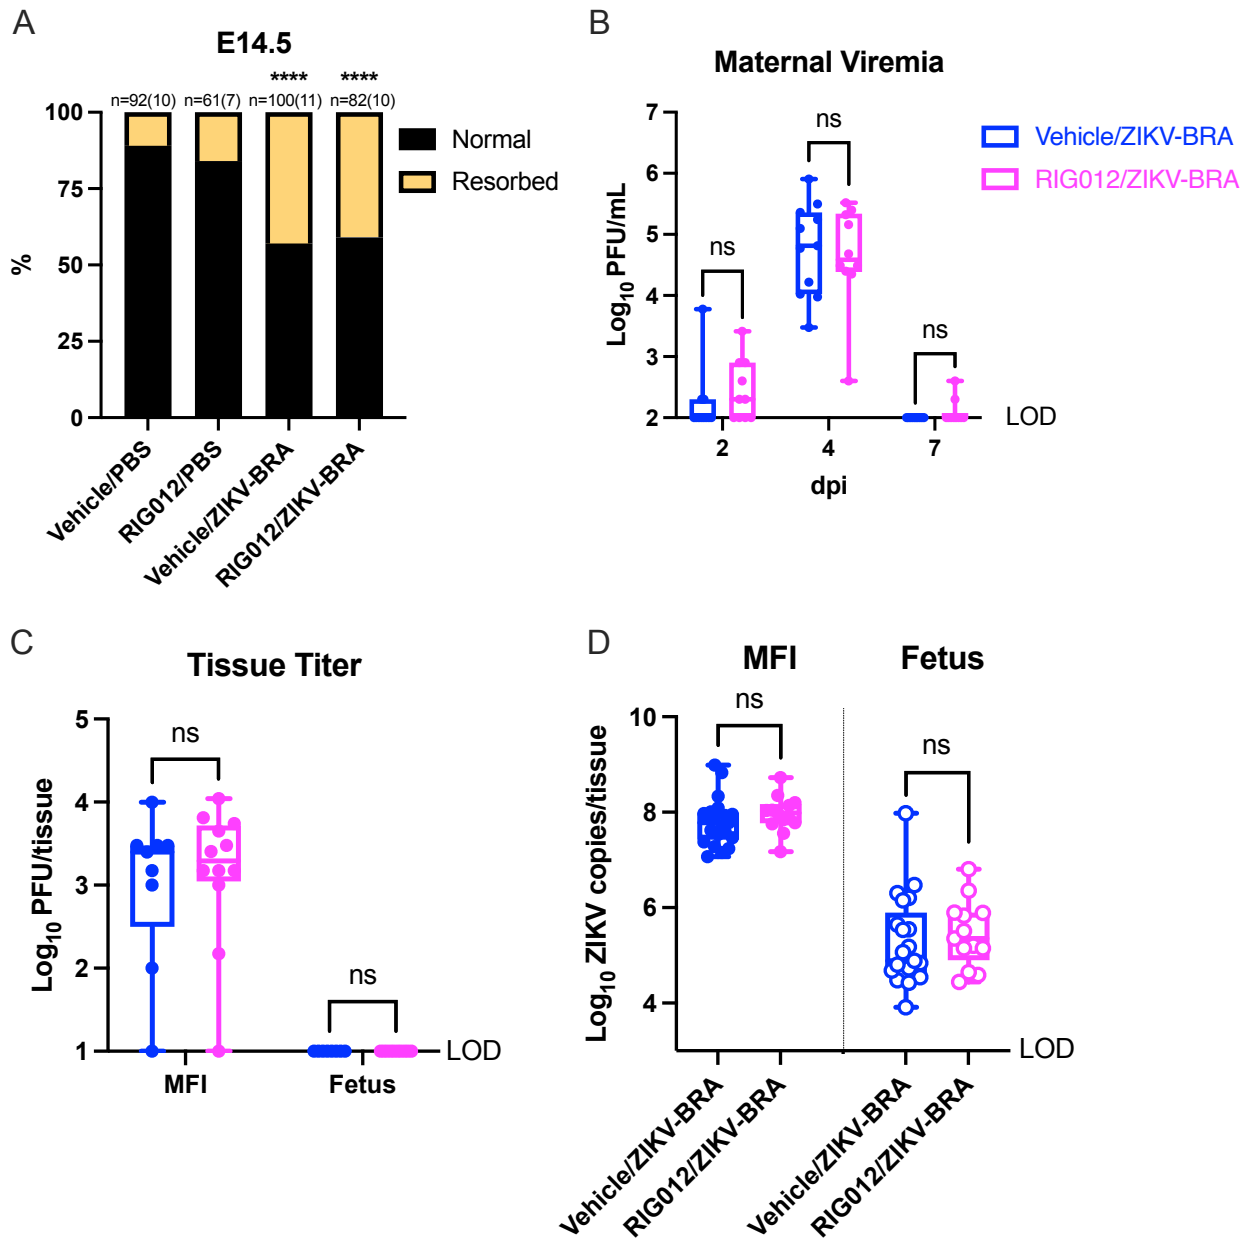 A
E14.5
**** ****
n=92(10) n=61(7) n=100(11) n=82(10)
100
75
50
25
0
%
Normal
Resorbed
Vehicle/PBS
RIG012/PBS
Vehicle/ZIKV-BRA
RIG012/ZIKV-BRA
B
Maternal Viremia
7
6
5
4
3
2
Log10 PFU/mL
ns
ns
ns
LOD
2 4 7
dpi
Vehicle/ZIKV-BRA
RIG012/ZIKV-BRA
C
Tissue Titer
5
4
3
2
1
Log10 PFU/tissue
ns
ns
LOD
MFI Fetus
D
MFI Fetus
10
8
6
4
Log10 ZIKV copies/tissue
ns
ns
LOD
Vehicle/ZIKV-BRA
RIG012/ZIKV-BRA
Vehicle/ZIKV-BRA
RIG012/ZIKV-BRA